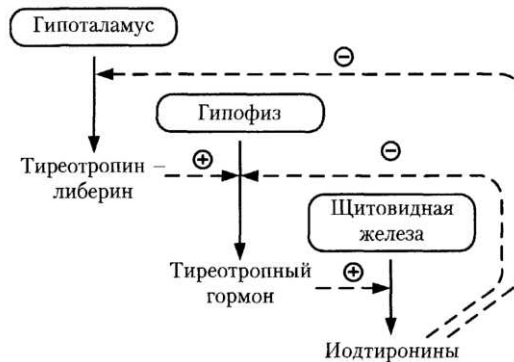 Гипоталамус
⊖
Гипофиз
Тиреотропин –
либерин
⊕
⊖
Щитовидная
железа
Тиреотропный
гормон
⊕
Иодтиронины